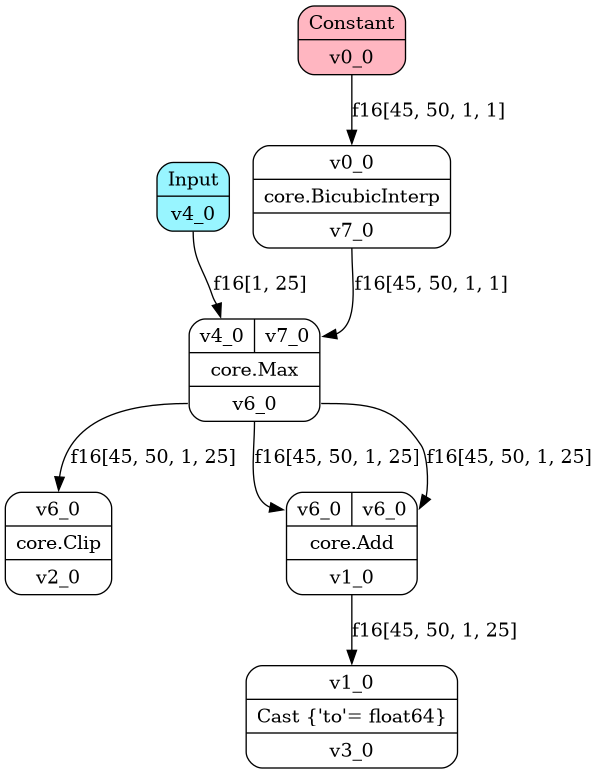 Constant
v0_0
f16[45, 50, 1, 1]
v0_0
core.BicubicInterp
v7_0
Input
v4_0
f16[1, 25]
f16[45, 50, 1, 1]
v4_0 v7_0
core.Max
v6_0
f16[45, 50, 1, 25]
f16[45, 50, 1, 25]
f16[45, 50, 1, 25]
v6_0
core.Clip
v2_0
v6_0 v6_0
core.Add
v1_0
f16[45, 50, 1, 25]
v1_0
Cast {'to'= float64}
v3_0